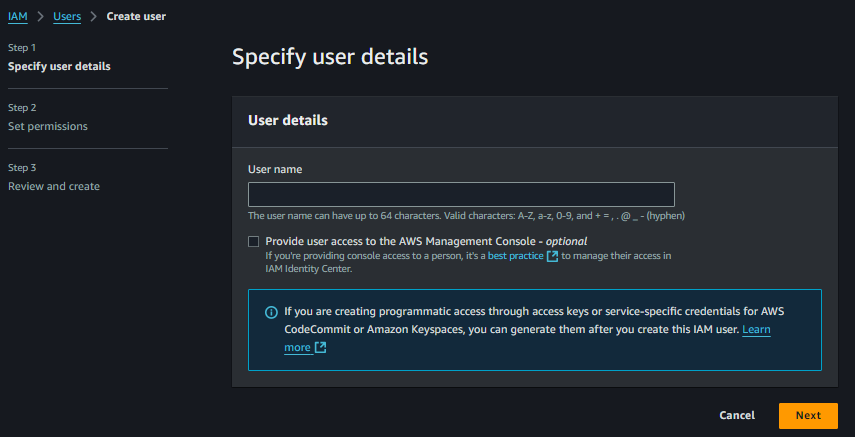 IAM > Users > Create user
Step 1
Specify user details
Step 2
Set permissions
Step 3
Review and create
Specify user details
User details
User name
The user name can have up to 64 characters. Valid characters: A-Z, a-z, 0-9, and + = , . @ _ - (hyphen)
Provide user access to the AWS Management Console - optional
If you're providing console access to a person, it's a best practice to manage their access in
IAM Identity Center.
If you are creating programmatic access through access keys or service-specific credentials for AWS
CodeCommit or Amazon Keyspaces, you can generate them after you create this IAM user. Learn
more
Cancel
Next